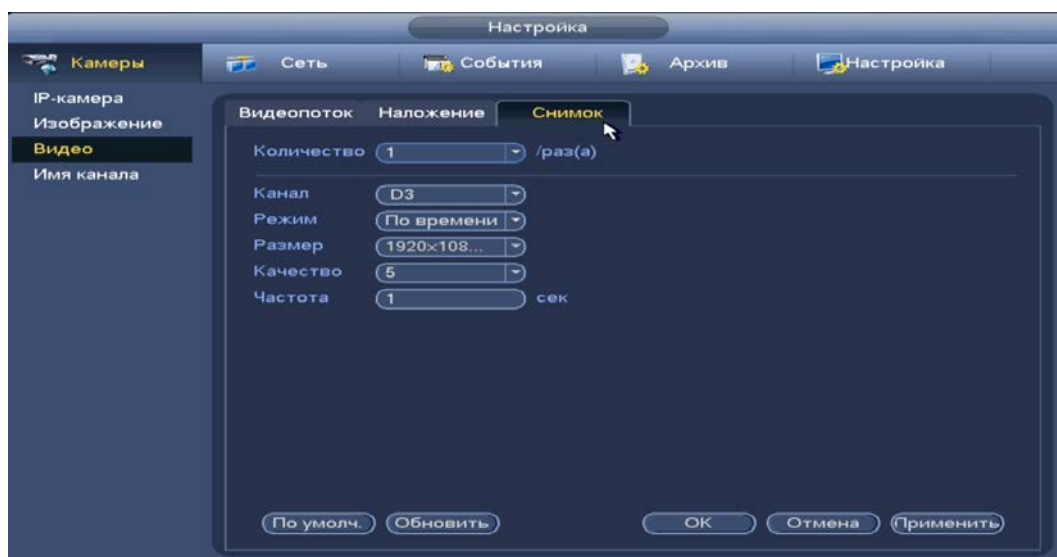 Настройка
Камеры Сеть События Архив Настройка
IP-камера
Изображение
Видео
Имя канала
Видеопоток Наложение Снимок
Количество 1 /раз(а)
Канал D3
Режим По времени
Размер 1920×108...
Качество 5
Частота 1 сек
По умолч. Обновить ОК Отмена Применить